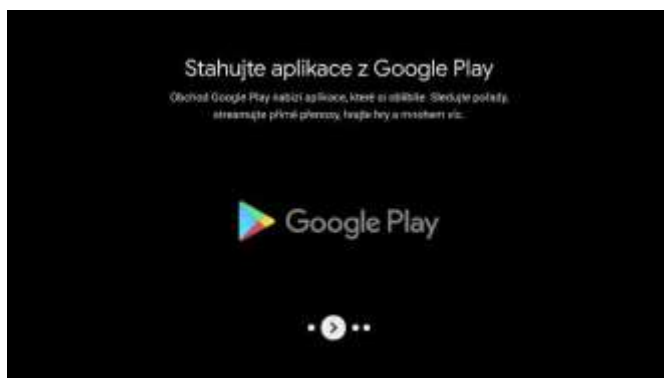 Stahujte aplikace z Google Play
Obchod Google Play nabízí aplikace, které si oblíbíte. Sledujte pořady,
streamujte přímé přenosy, hrajte hry a mnohem víc.
Google Play